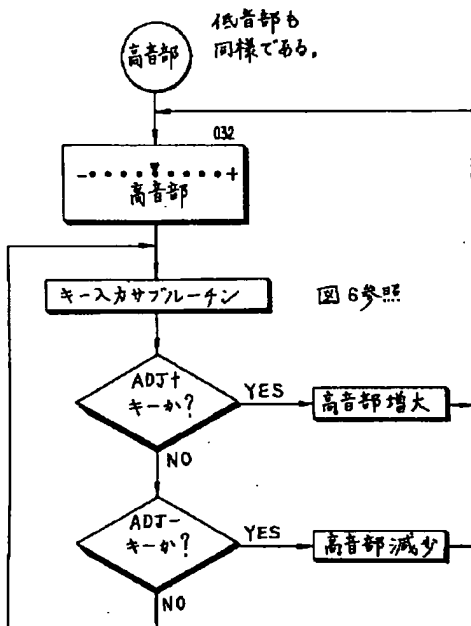 高音部
低音部も
同様である。
032
-•••••▼•••••+
高音部
キー入力サブルーチン
図6参照
ADJ+
キーか?
YES
高音部増大
NO
ADJ-
キーか?
YES
高音部減少
NO